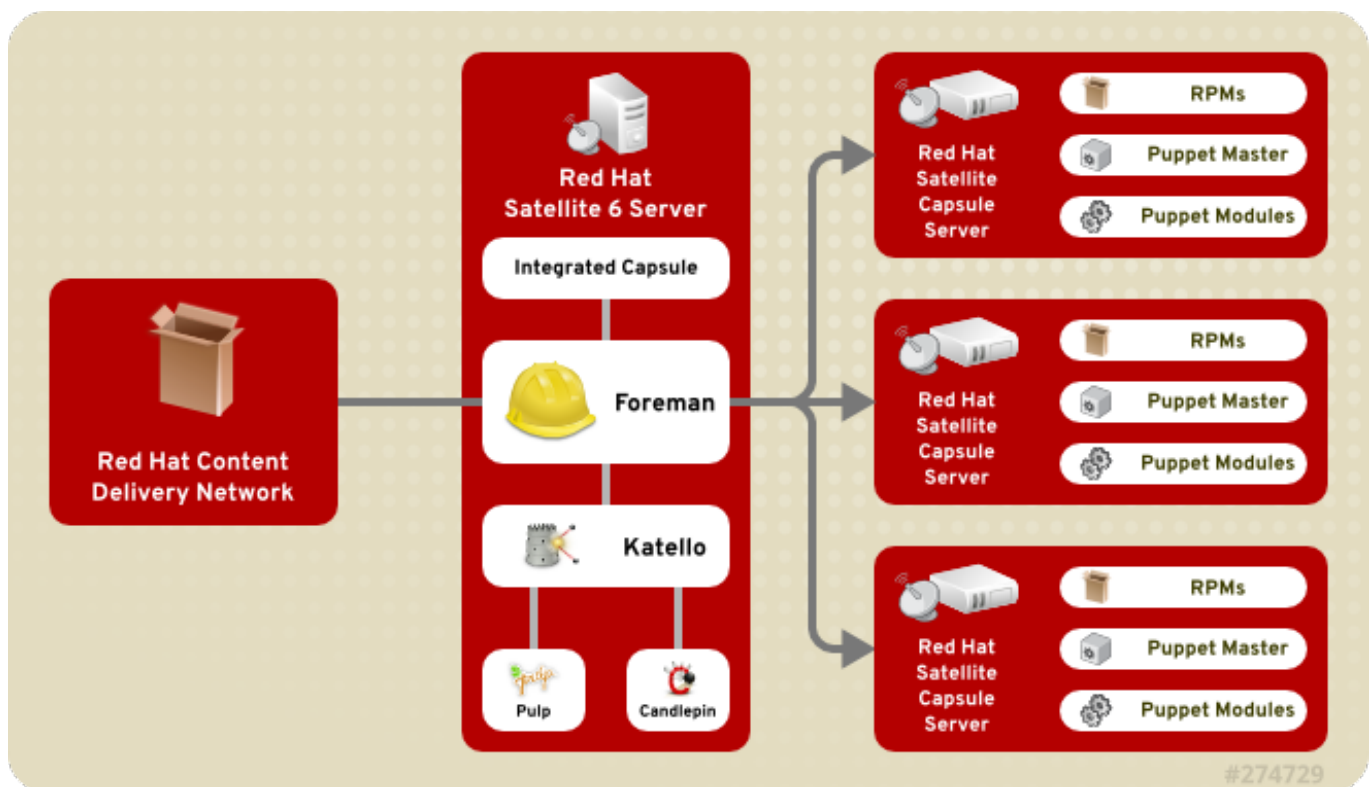 Red Hat Content
Delivery Network
Red Hat
Satellite 6 Server
Integrated Capsule
Foreman
Katello
Pulp
Candlepin
Red Hat
Satellite
Capsule
Server
RPMs
Puppet Master
Puppet Modules
Red Hat
Satellite
Capsule
Server
RPMs
Puppet Master
Puppet Modules
Red Hat
Satellite
Capsule
Server
RPMs
Puppet Master
Puppet Modules
#274729